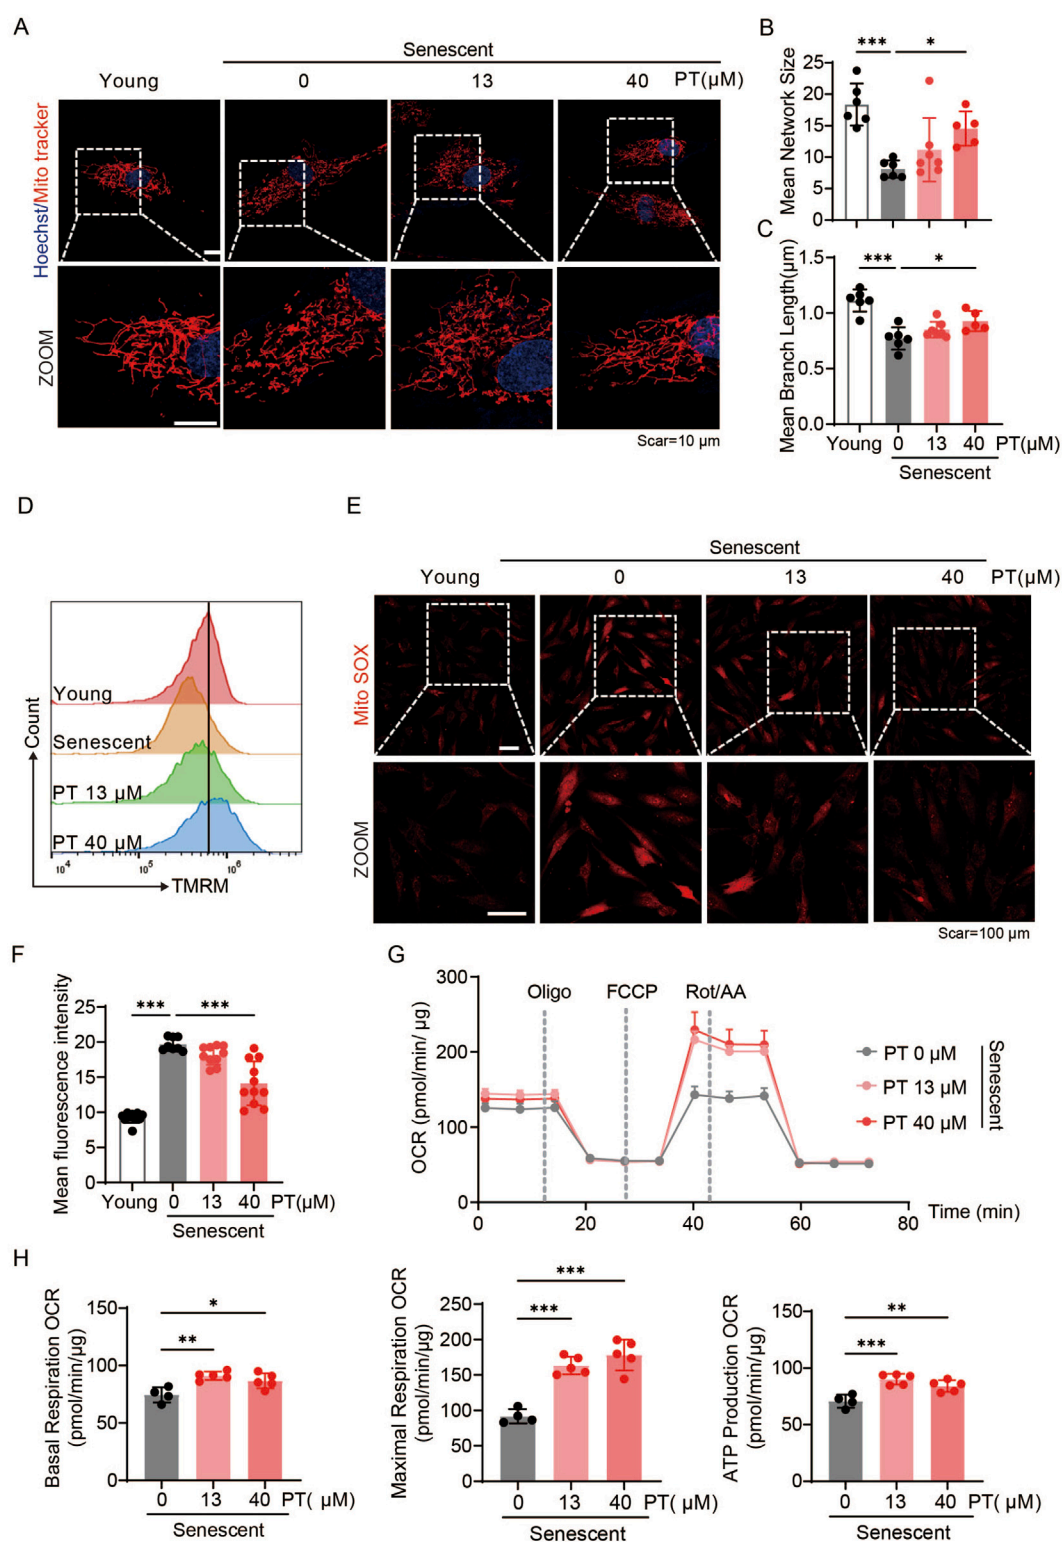 A
Senescent
Young 0 13 40 PT(μM)
Hoechst/Mito tracker
ZOOM
Scar=10 μm
B
*** *
Mean Network Size
25
20
15
10
5
0
C
*** *
Mean Branch Length(μm)
1.5
1.0
0.5
0.0
Young 0 13 40 PT(μM)
Senescent
D
Count
Young
Senescent
PT 13 μM
PT 40 μM
10⁴ 10⁵ 10⁶
TMRM
E
Senescent
Young 0 13 40 PT(μM)
Mito SOX
ZOOM
Scar=100 μm
F
*** ***
Mean fluorescence intensity
25
20
15
10
5
0
Young 0 13 40 PT(μM)
Senescent
G
OCR (pmol/min/ μg)
300
200
100
0
Oligo FCCP Rot/AA
PT 0 μM
PT 13 μM
PT 40 μM
Senescent
0 20 40 60 80 Time (min)
H
Basal Respiration OCR
(pmol/min/μg)
150
100
50
0
*
**
0 13 40 PT( μM)
Senescent
Maximal Respiration OCR
(pmol/min/μg)
250
200
150
100
50
0
***
***
0 13 40 PT( μM)
Senescent
ATP Production OCR
(pmol/min/μg)
150
100
50
0
**
***
0 13 40 PT( μM)
Senescent